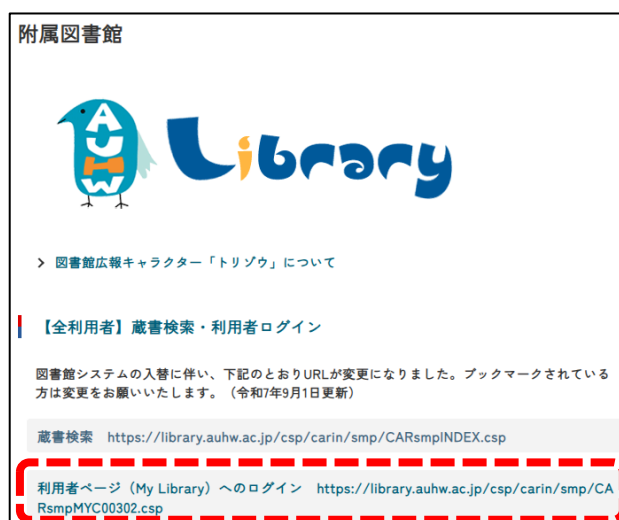 附属図書館
AUHW
Library
> 図書館広報キャラクター「トリゾウ」について
【全利用者】蔵書検索・利用者ログイン
図書館システムの入替に伴い、下記のとおりURLが変更になりました。ブックマークされている
方は変更をお願いいたします。（令和7年9月1日更新）
蔵書検索 https://library.auhw.ac.jp/csp/carin/smp/CARsmpINDEX.csp
利用者ページ（My Library）へのログイン https://library.auhw.ac.jp/csp/carin/smp/CA
RsmpMYC00302.csp